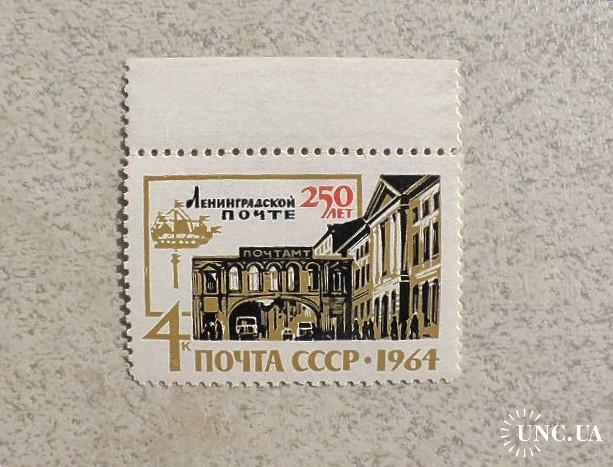 Ленинградской
почте
250
лет
ПОЧТАМТ
4к
ПОЧТА СССР • 1964
UNC.UA